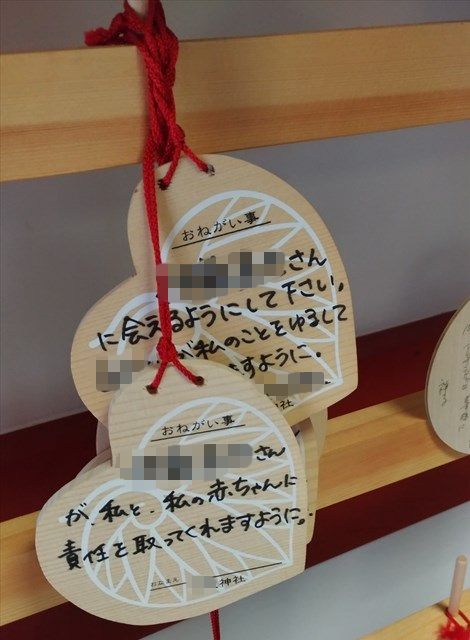 おねがい事
さん
に会えるようにして下さい。
が私のことをゆるして
ますように。
神社
おねがい事
さん
が、私と、私の赤ちゃんに
責任を取ってくれますように。
神社